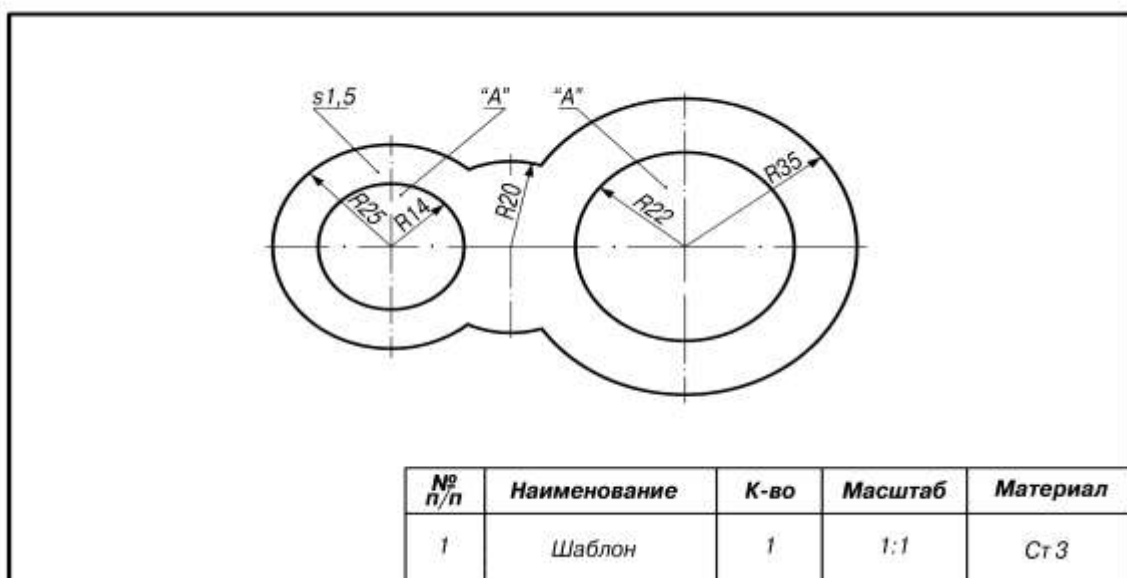 s1,5 "А" "А"
R25 R14 R20 R22 R35
№ п/п Наименование К-во Масштаб Материал
1 Шаблон 1 1:1 Ст 3